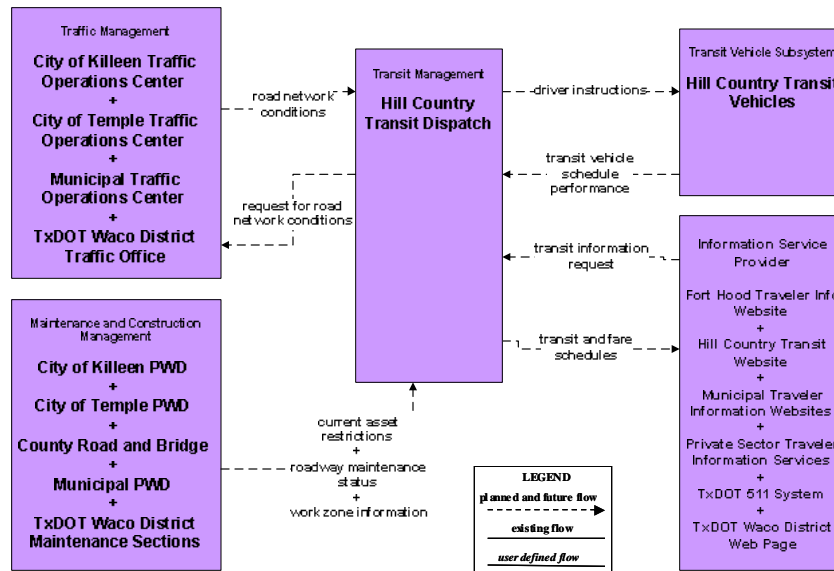 Traffic Management
City of Killeen Traffic
Operations Center
+
City of Temple Traffic
Operations Center
+
Municipal Traffic
Operations Center
+
TxDOT Waco District
Traffic Office
road network
conditions
request for road
network conditions
Transit Management
Hill Country
Transit Dispatch
driver instructions
transit vehicle
schedule
performance
Transit Vehicle Subsystem
Hill Country Transit
Vehicles
transit information
request
transit and fare
schedules
Information Service
Provider
Fort Hood Traveler Info
Website
+
Hill Country Transit
Website
+
Municipal Traveler
Information Websites
+
Private Sector Traveler
Information Services
+
TxDOT 511 System
+
TxDOT Waco District
Web Page
Maintenance and Construction
Management
City of Killeen PWD
+
City of Temple PWD
+
County Road and Bridge
+
Municipal PWD
+
TxDOT Waco District
Maintenance Sections
current asset
restrictions
+
roadway maintenance
status
+
work zone information
LEGEND
planned and future flow
existing flow
user defined flow